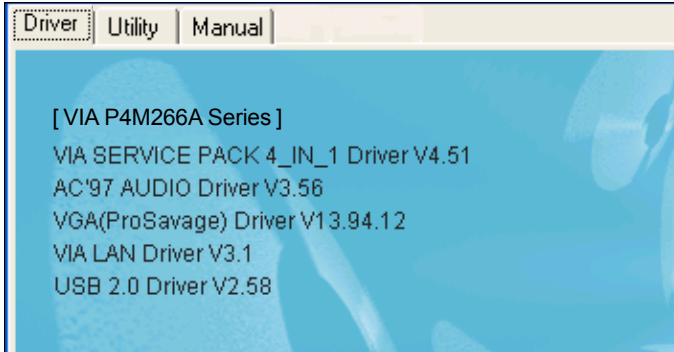 Driver Utility Manual
[ VIA P4M266A Series ]
VIA SERVICE PACK 4_IN_1 Driver V4.51
AC'97 AUDIO Driver V3.56
VGA(ProSavage) Driver V13.94.12
VIA LAN Driver V3.1
USB 2.0 Driver V2.58